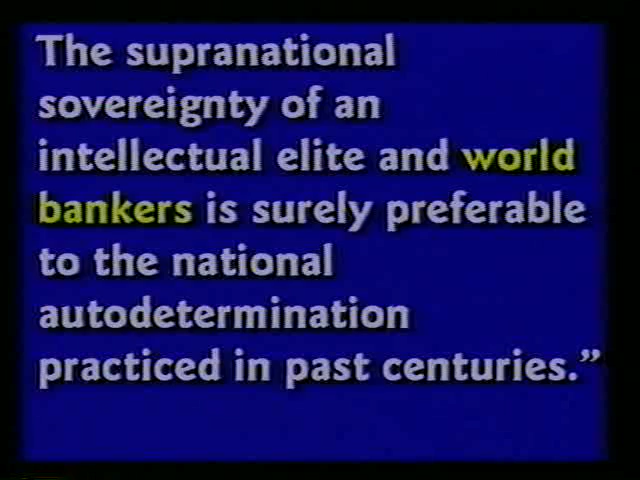 The supranational
sovereignty of an
intellectual elite and world
bankers is surely preferable
to the national
autodetermination
practiced in past centuries.”